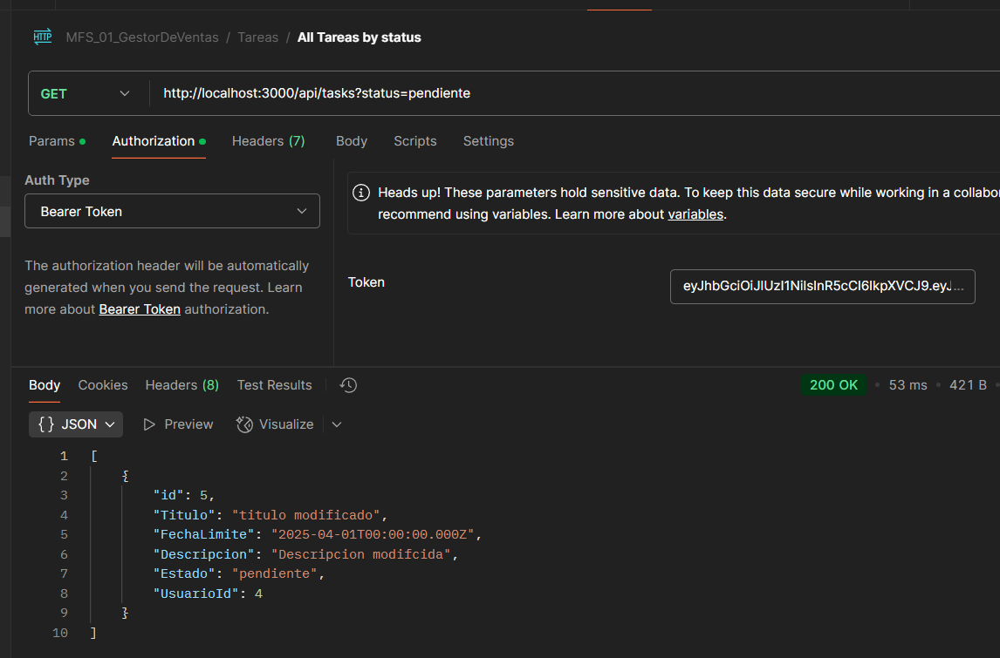 HTTP MFS_01_GestorDeVentas / Tareas / All Tareas by status
GET http://localhost:3000/api/tasks?status=pendiente
Params Authorization Headers (7) Body Scripts Settings
Auth Type
Bearer Token
The authorization header will be automatically
generated when you send the request. Learn
more about Bearer Token authorization.
Heads up! These parameters hold sensitive data. To keep this data secure while working in a collabor
recommend using variables. Learn more about variables.
Token eyJhbGciOiJIUzI1NiIsInR5cCI6IkpXVCJ9.eyJ...
Body Cookies Headers (8) Test Results 200 OK • 53 ms • 421 B •
{} JSON Preview Visualize
1 [
2 {
3 "id": 5,
4 "Titulo": "titulo modificado",
5 "FechaLimite": "2025-04-01T00:00:00.000Z",
6 "Descripcion": "Descripcion modifcida",
7 "Estado": "pendiente",
8 "UsuarioId": 4
9 }
10 ]